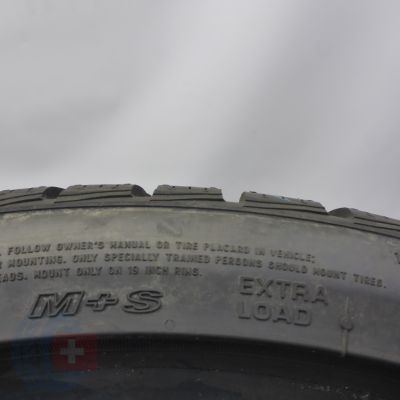 FOLLOW OWNER'S MANUAL OR TIRE PLACARD IN VEHICLE;
MOUNTING. ONLY SPECIALLY TRAINED PERSONS SHOULD MOUNT TIRES.
MOUNT ONLY ON 19 INCH RIMS.
M+S
EXTRA
LOAD